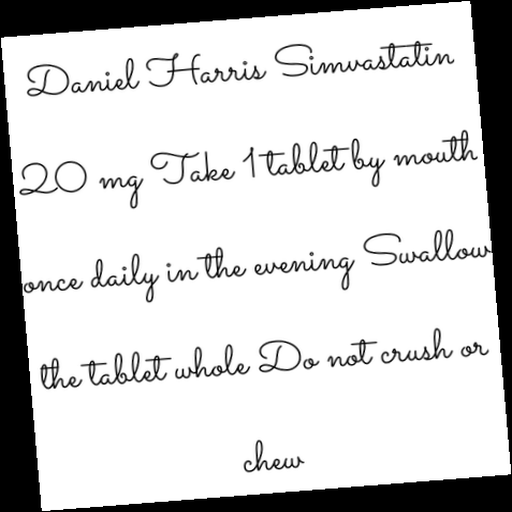 Daniel Harris Simvastatin
20 mg Take 1 tablet by mouth
once daily in the evening Swallow
the tablet whole Do not crush or
chew